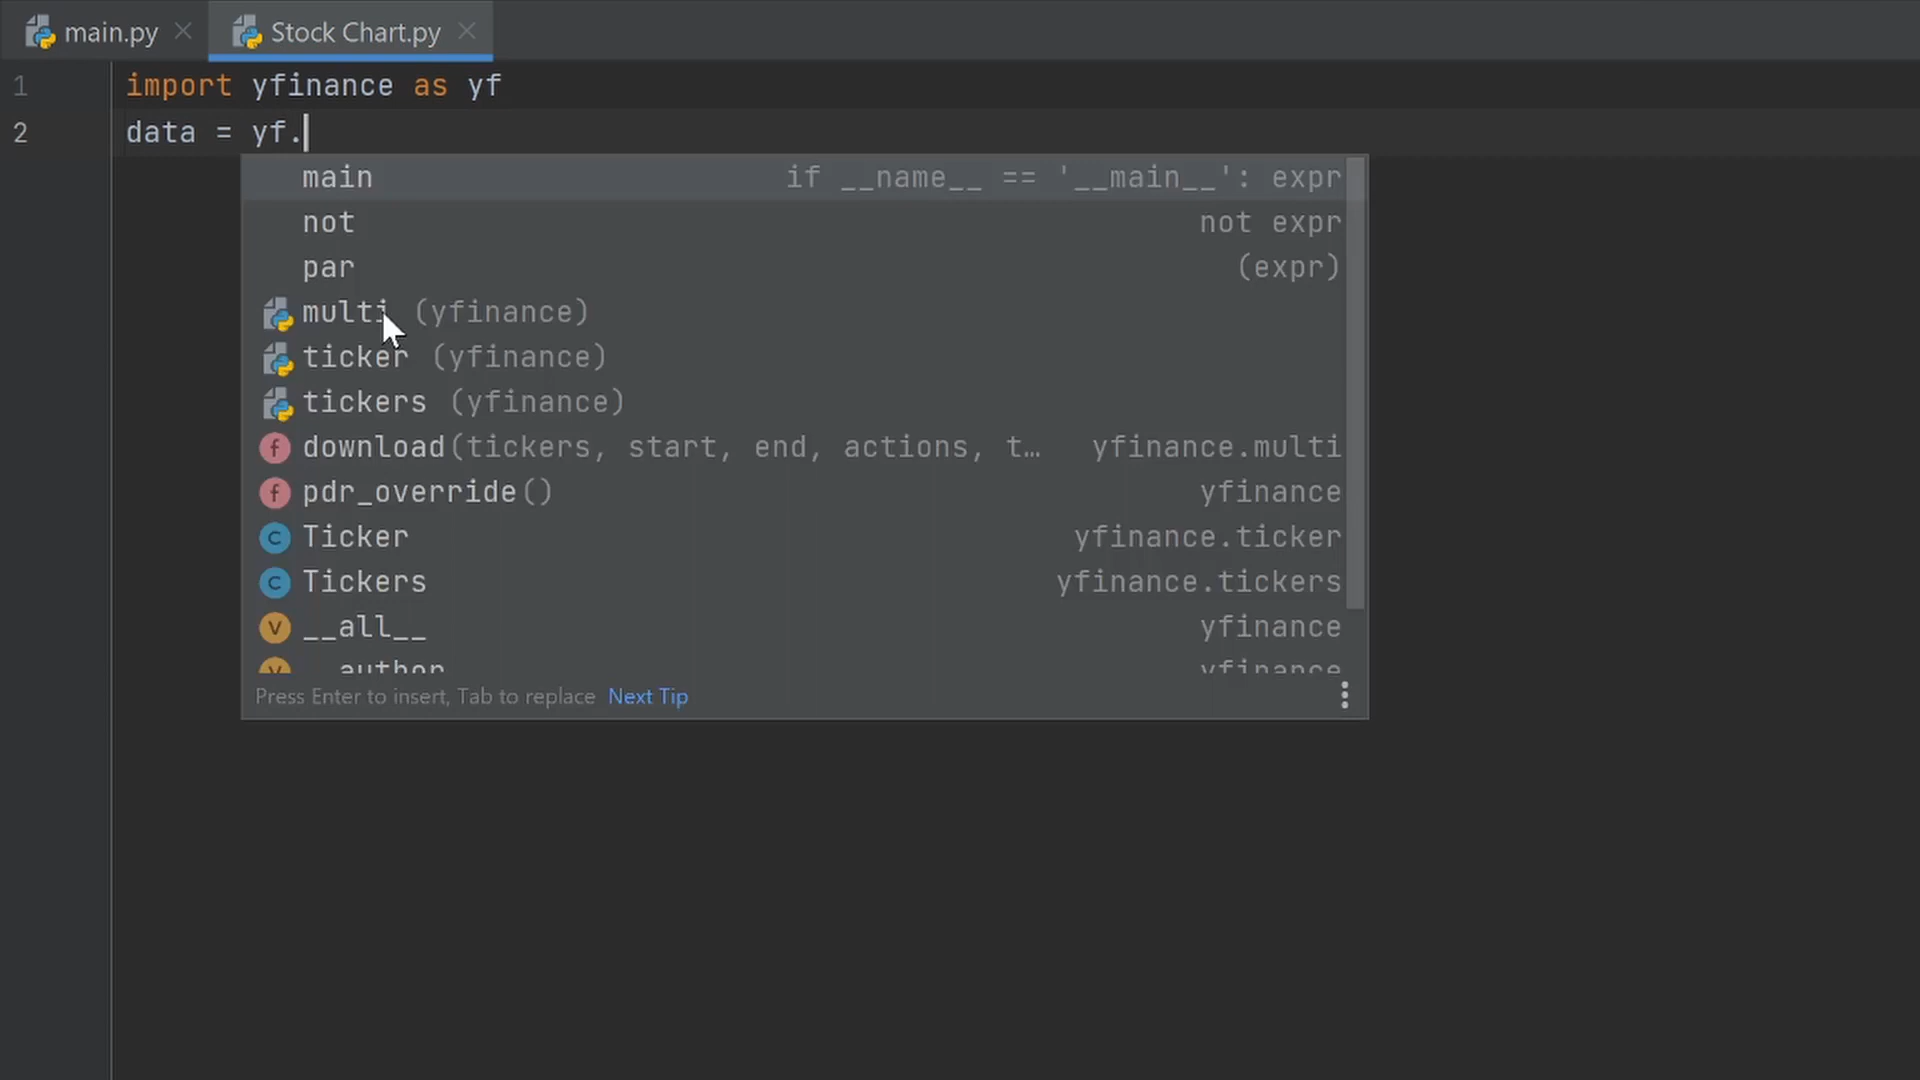 main.py
Stock Chart.py
1 import yfinance as yf
2 data = yf.
main if __name__ == '__main__': expr
not not expr
par (expr)
multi (yfinance)
ticker (yfinance)
tickers (yfinance)
download(tickers, start, end, actions, t… yfinance.multi
pdr_override() yfinance
Ticker yfinance.ticker
Tickers yfinance.tickers
__all__ yfinance
__author yfinance
Press Enter to insert, Tab to replace Next Tip